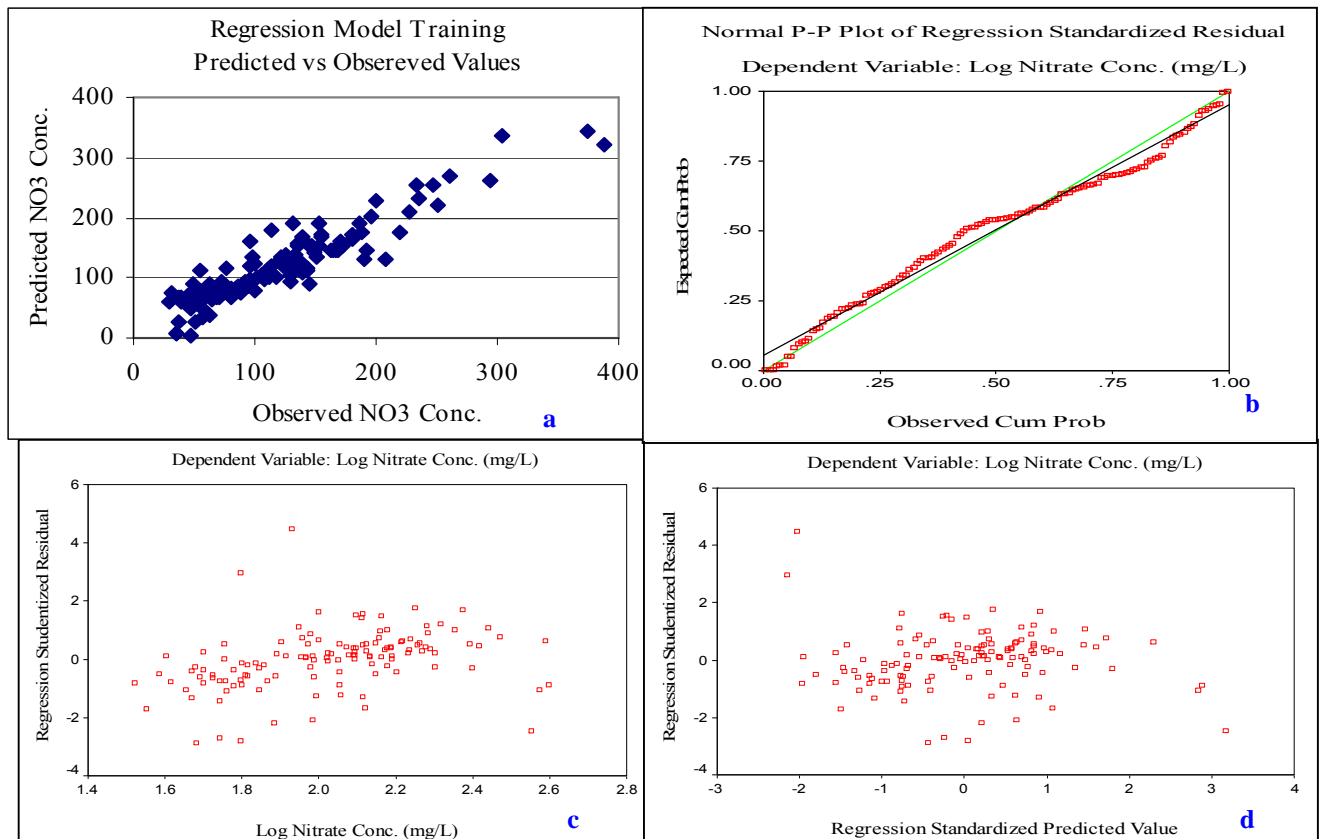 Regression Model Training
Predicted vs Obsereved Values
Predicted NO3 Conc.
400
300
200
100
0
0 100 200 300 400
Observed NO3 Conc.
a
Normal P-P Plot of Regression Standardized Residual
Dependent Variable: Log Nitrate Conc. (mg/L)
Expected Cum Prob
1.00
.75
.50
.25
0.00
0.00 .25 .50 .75 1.00
Observed Cum Prob
b
Dependent Variable: Log Nitrate Conc. (mg/L)
Regression Studentized Residual
6
4
2
0
-2
-4
1.4 1.6 1.8 2.0 2.2 2.4 2.6 2.8
Log Nitrate Conc. (mg/L)
c
Dependent Variable: Log Nitrate Conc. (mg/L)
Regression Studentized Residual
6
4
2
0
-2
-4
-3 -2 -1 0 1 2 3 4
Regression Standardized Predicted Value
d